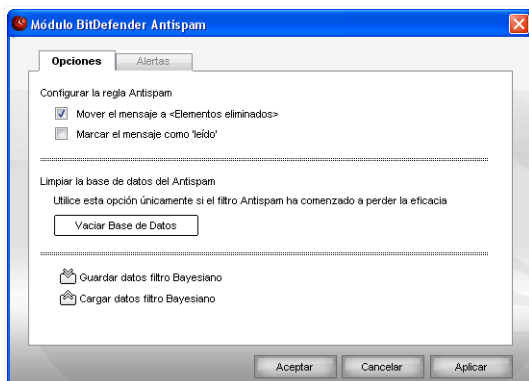 Módulo BitDefender Antispam
Opciones
Alertas
Configurar la regla Antispam
Mover el mensaje a <Elementos eliminados>
Marcar el mensaje como 'leído'
Limpiar la base de datos del Antispam
Utilice esta opción únicamente si el filtro Antispam ha comenzado a perder la eficacia
Vaciar Base de Datos
Guardar datos filtro Bayesiano
Cargar datos filtro Bayesiano
Aceptar
Cancelar
Aplicar